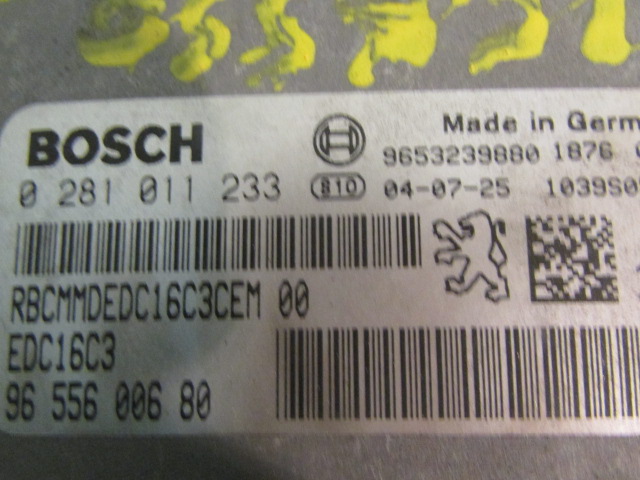 BOSCH
Made in Germ
9653239880 1876
0 281 011 233
810
04-07-25
1039S0
RBCMMDEDC16C3CEM 00
EDC16C3
96 556 006 80